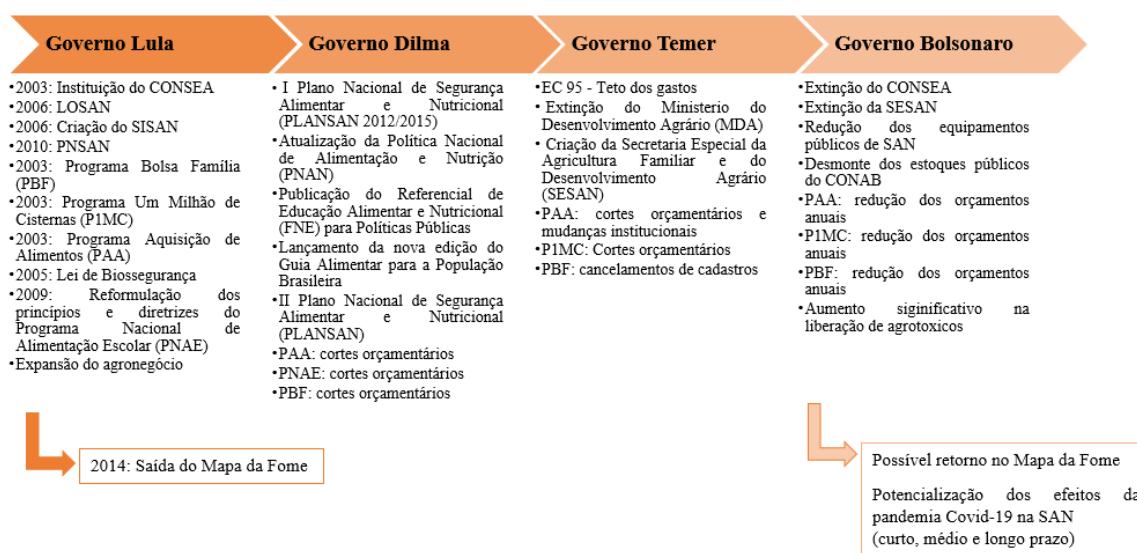 Governo Lula
•2003: Instituição do CONSEA
•2006: LOSAN
•2006: Criação do SISAN
•2010: PNSAN
•2003: Programa Bolsa Família
(PBF)
•2003: Programa Um Milhão de
Cisternas (P1MC)
•2003: Programa Aquisição de
Alimentos (PAA)
•2005: Lei de Biossegurança
•2009: Reformulação dos
princípios e diretrizes do
Programa Nacional de
Alimentação Escolar (PNAE)
•Expansão do agronegócio
2014: Saída do Mapa da Fome
Governo Dilma
• I Plano Nacional de Segurança
Alimentar e Nutricional
(PLANSAN 2012/2015)
•Atualização da Política Nacional
de Alimentação e Nutrição
(PNAN)
•Publicação do Referencial de
Educação Alimentar e Nutricional
(FNE) para Políticas Públicas
•Lançamento da nova edição do
Guia Alimentar para a População
Brasileira
•II Plano Nacional de Segurança
Alimentar e Nutricional
(PLANSAN)
•PAA: cortes orçamentários
•PNAE: cortes orçamentários
•PBF: cortes orçamentários
Governo Temer
•EC 95 - Teto dos gastos
• Extinção do Ministerio do
Desenvolvimento Agrário (MDA)
• Criação da Secretaria Especial da
Agricultura Familiar e do
Desenvolvimento Agrário
(SESAN)
•PAA: cortes orçamentários e
mudanças institucionais
•P1MC: Cortes orçamentários
•PBF: cancelamentos de cadastros
Governo Bolsonaro
•Extinção do CONSEA
•Extinção da SESAN
•Redução dos equipamentos
públicos de SAN
•Desmonte dos estoques públicos
do CONAB
•PAA: redução dos orçamentos
anuais
•P1MC: redução dos orçamentos
anuais
•PBF: redução dos orçamentos
anuais
•Aumento siginificativo na
liberação de agrotoxicos
Possível retorno no Mapa da Fome
Potencialização dos efeitos da
pandemia Covid-19 na SAN
(curto, médio e longo prazo)